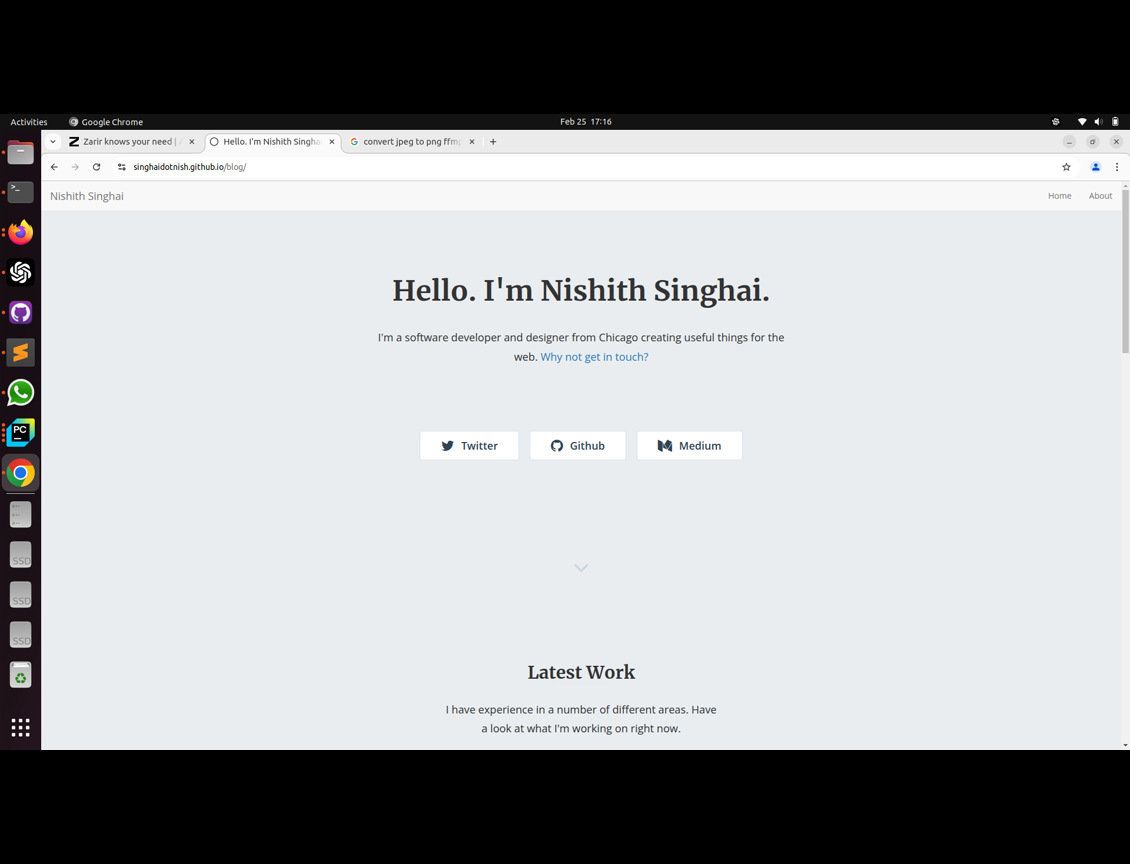 Activities
Google Chrome
Feb 25 17:16
Zarir knows your need |
Hello. I'm Nishith Singha
convert jpeg to png ffm
singhaidotnish.github.io/blog/
Nishith Singhai
Home
About
Hello. I'm Nishith Singhai.
I'm a software developer and designer from Chicago creating useful things for the
web. Why not get in touch?
Twitter
Github
Medium
Latest Work
I have experience in a number of different areas. Have
a look at what I'm working on right now.
PC
SSD
SSD
SSD